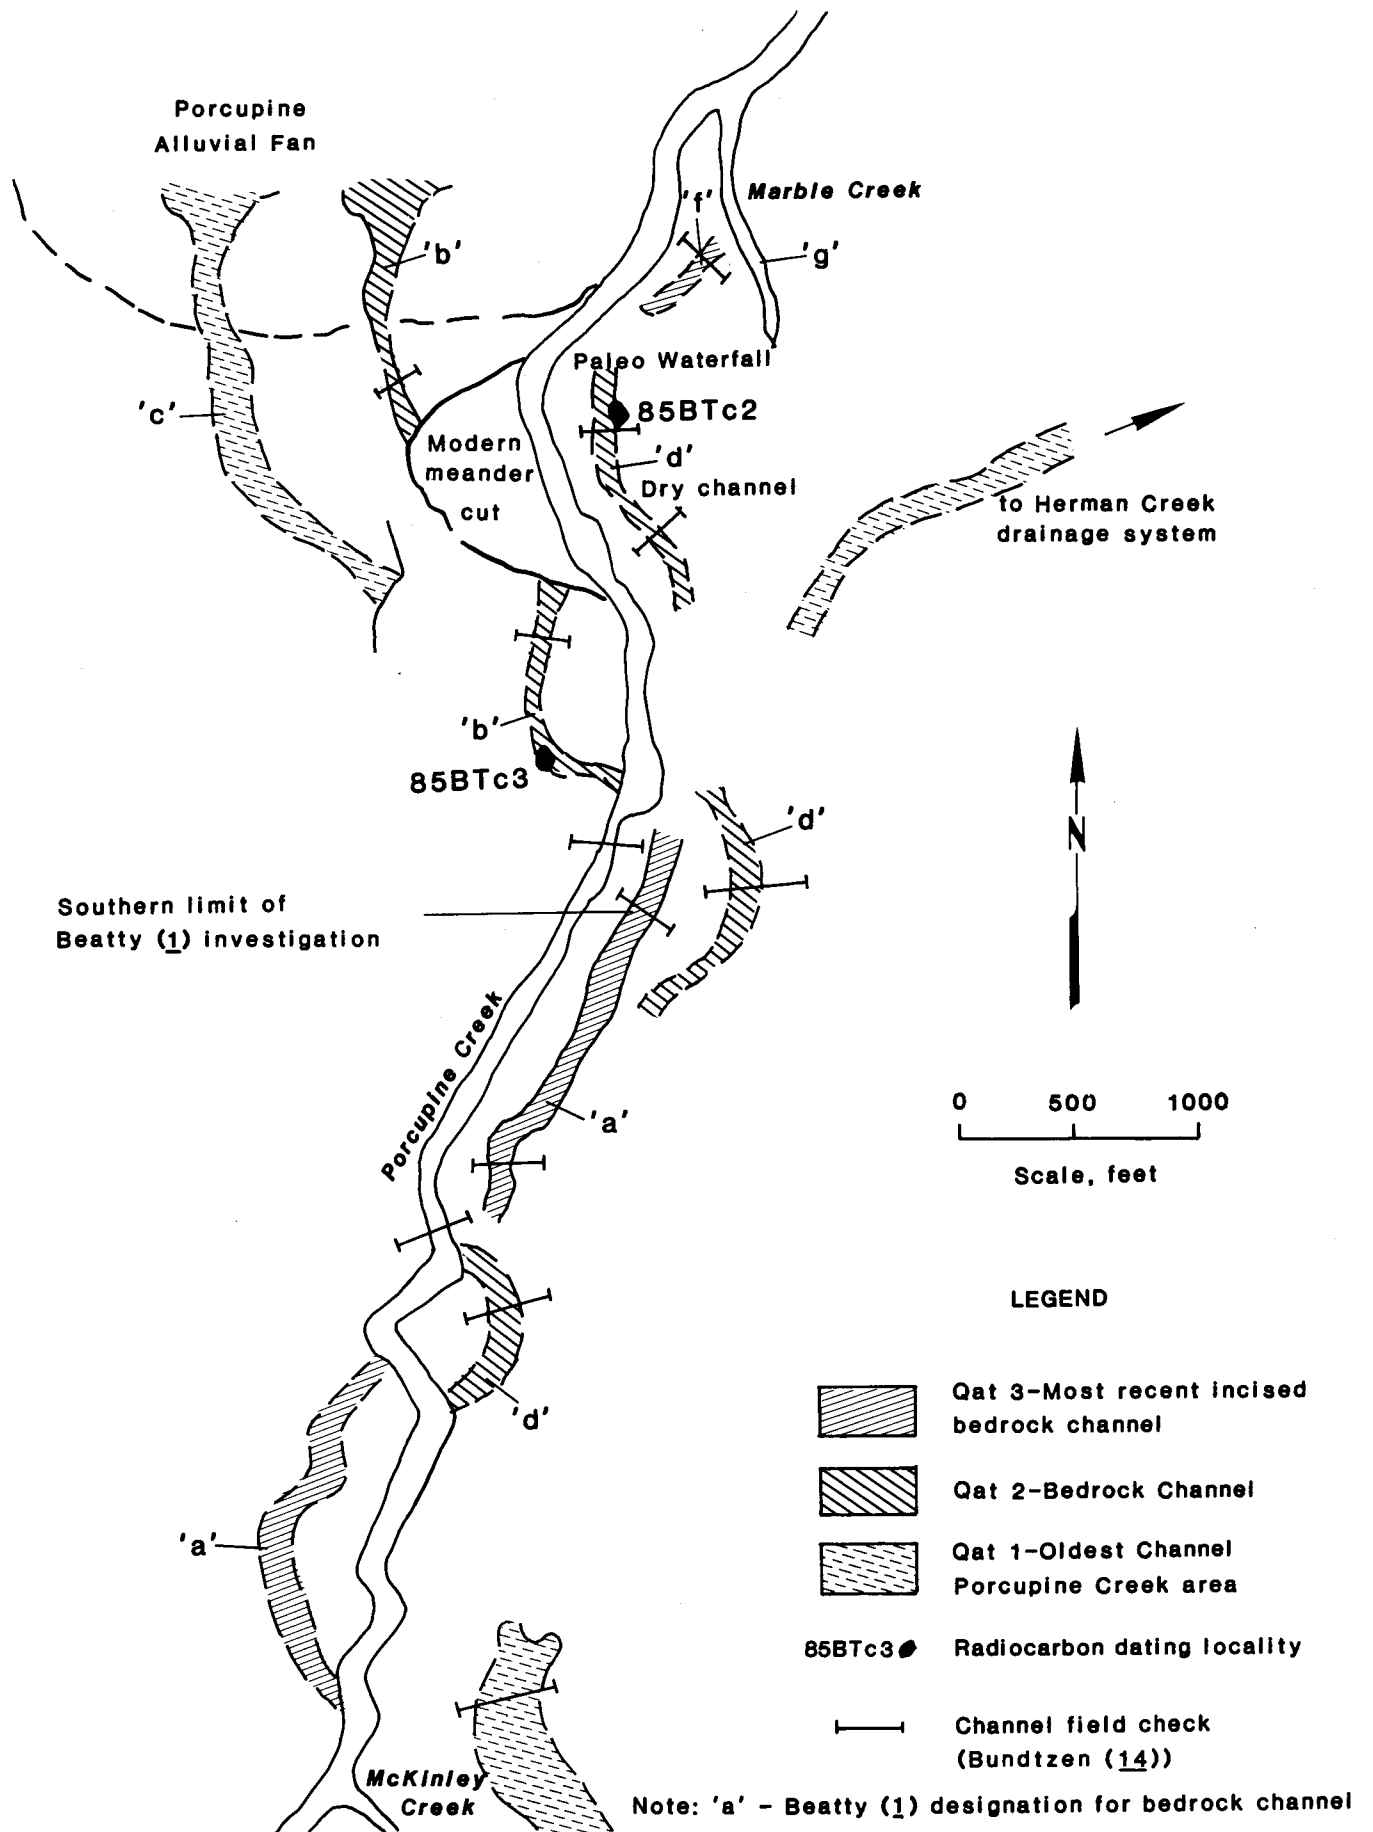 Porcupine
Alluvial Fan
Marble Creek
'f'
'b'
'g'
Paleo Waterfall
'c'
85BTc2
Modern
meander
cut
'd'
Dry channel
to Herman Creek
drainage system
'b'
85BTc3
'd'
N
Southern limit of
Beatty (1) investigation
Porcupine Creek
'a'
0 500 1000
Scale, feet
LEGEND
Qat 3-Most recent incised
bedrock channel
'd'
Qat 2-Bedrock Channel
'a'
Qat 1-Oldest Channel
Porcupine Creek area
85BTc3 Radiocarbon dating locality
Channel field check
(Bundtzen (14))
McKinley
Creek
Note: 'a' - Beatty (1) designation for bedrock channel